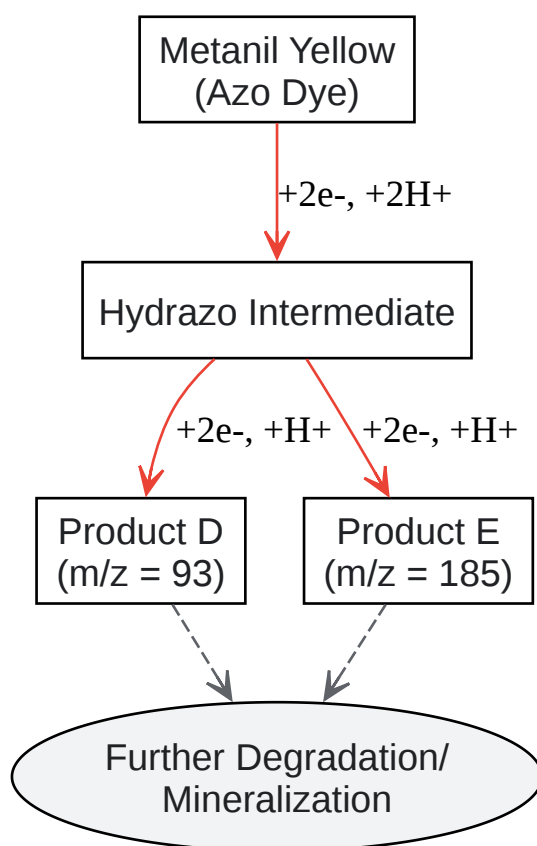 Metanil Yellow
(Azo Dye)
+2e-, +2H+
Hydrazo Intermediate
+2e-, +H+
+2e-, +H+
Product D
(m/z = 93)
Product E
(m/z = 185)
Further Degradation/
Mineralization